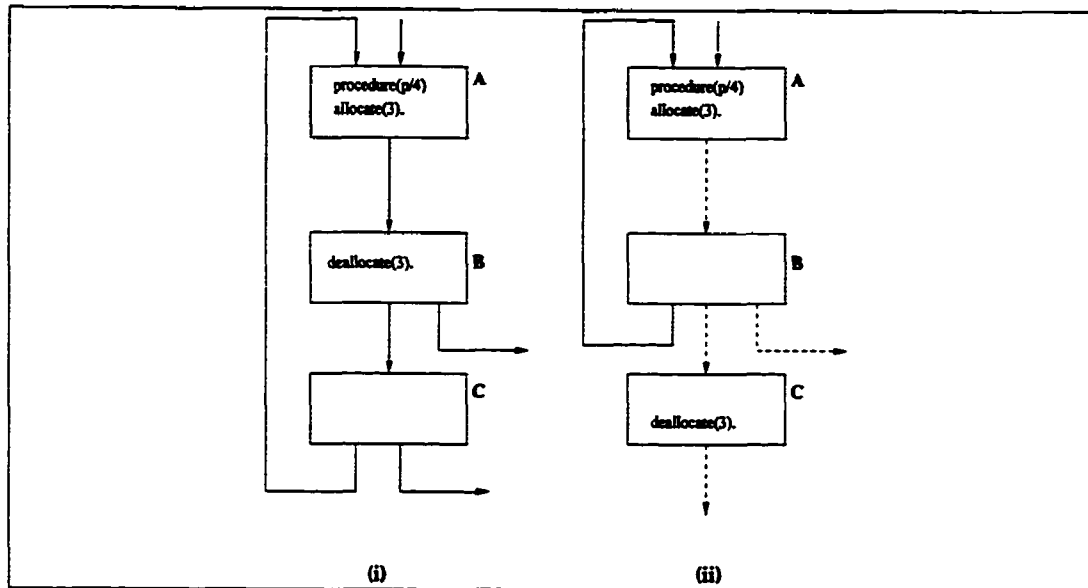 procedure(p/4)
allocate(3).
A
deallocate(3).
B
C
(i)
procedure(p/4)
allocate(3).
A
B
C
deallocate(3).
(ii)